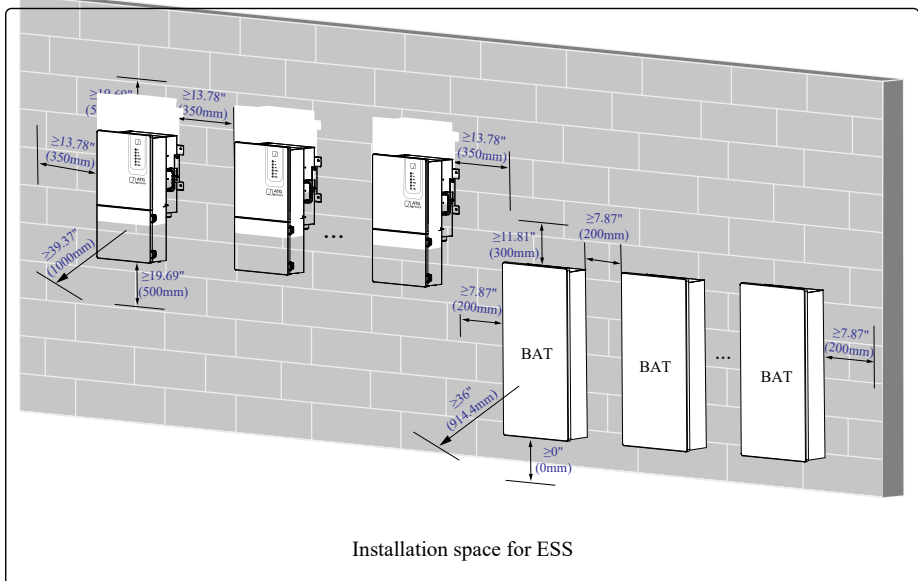 ≥19.69"
≥13.78"
(350mm)
≥13.78"
(350mm)
≥13.78"
(350mm)
≥39.37"
(1000mm)
≥19.69"
(500mm)
...
≥11.81"
(300mm)
≥7.87"
(200mm)
≥7.87"
(200mm)
BAT
BAT
...
BAT
≥7.87"
(200mm)
≥36"
(914.4mm)
≥0"
(0mm)
Installation space for ESS